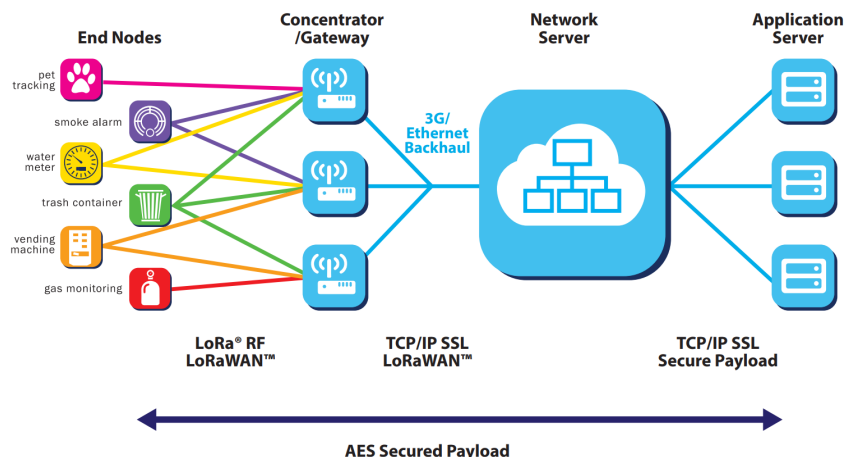 End Nodes
Concentrator
/Gateway
Network
Server
Application
Server
pet
tracking
smoke alarm
water
meter
trash container
vending
machine
gas monitoring
3G/
Ethernet
Backhaul
LoRa® RF
LoRaWAN™
TCP/IP SSL
LoRaWAN™
TCP/IP SSL
Secure Payload
AES Secured Payload